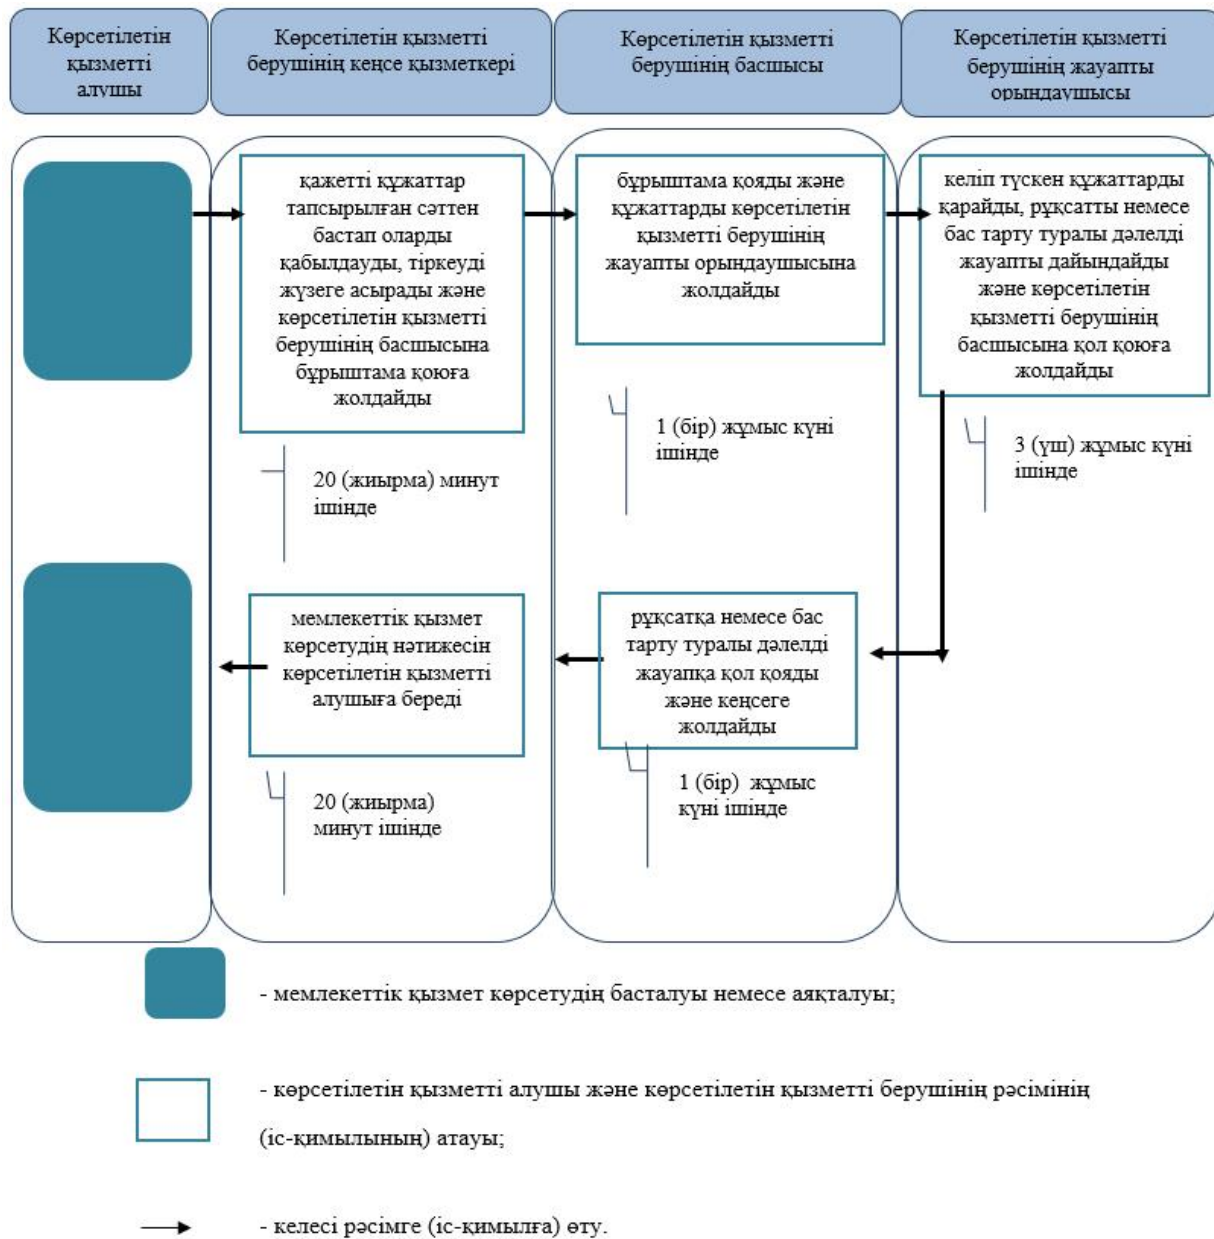 Көрсетілетін
қызметті
алушы
Көрсетілетін қызметті
берушінің кеңсе қызметкері
Көрсетілетін қызметті
берушінің басшысы
Көрсетілетін қызметті
берушінің жауапты
орындаушысы
қажетті құжаттар
тапсырылған сәттен
бастап оларды
қабылдауды, тіркеуді
жүзеге асырады және
көрсетілетін қызметті
берушінің басшысына
бұрыштама қоюға
жолдайды
20 (жиырма) минут
ішінде
бұрыштама қояды және
құжаттарды көрсетілетін
қызметті берушінің
жауапты орындаушысына
жолдайды
1 (бір) жұмыс күні
ішінде
келіп түскен құжаттарды
қарайды, рұқсатты немесе
бас тарту туралы дәлелді
жауапты дайындайды
және көрсетілетін
қызметті берушінің
басшысына қол қоюға
жолдайды
3 (үш) жұмыс күні
ішінде
рұқсатқа немесе бас
тарту туралы дәлелді
жауапқа қол қояды
және кеңсеге
жолдайды
1 (бір) жұмыс
күні ішінде
мемлекеттік қызмет
көрсетудің нәтижесін
көрсетілетін қызметті
алушыға береді
20 (жиырма)
минут ішінде
- мемлекеттік қызмет көрсетудің басталуы немесе аяқталуы;
- көрсетілетін қызметті алушы және көрсетілетін қызметті берушінің рәсімінің
(іс-қимылының) атауы;
- келесі рәсімге (іс-қимылға) өту.